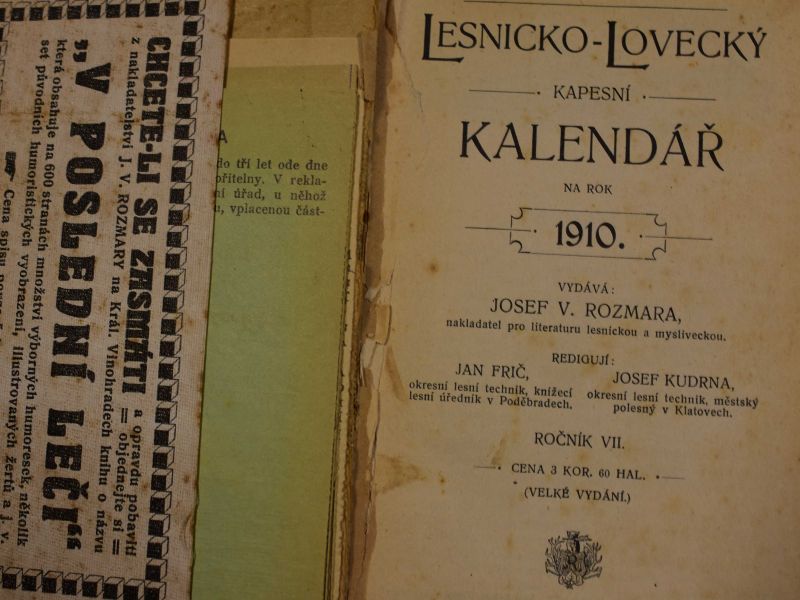 CHCETE-LI SE ZASMÁTI a opravdu pobaviti
z nakladatelství J. V. ROZMARY na Král. Vinohradech knihu o názvu
= objednejte si =
„V POSLEDNÍ LEČI“
která obsahuje na 600 stranách množství výborných humoresek, několik
set původních humoristických vyobrazení, illustrovaných žertů a j. v.
Cena spisu
A
do tří let ode dne
V rekla-
ní úřad, u něhož
u, vplacenou část-
LESNICKO-LOVECKÝ
KAPESNÍ
KALENDÁŘ
NA ROK
1910.
VYDÁVÁ:
JOSEF V. ROZMARA,
nakladatel pro literaturu lesnickou a mysliveckou.
REDIGUJÍ:
JAN FRIČ,
okresní lesní technik, knížecí
lesní úředník v Poděbradech.
JOSEF KUDRNA,
okresní lesní technik, městský
polesný v Klatovech.
ROČNÍK VII.
CENA 3 KOR. 60 HAL.
(VELKÉ VYDÁNÍ.)